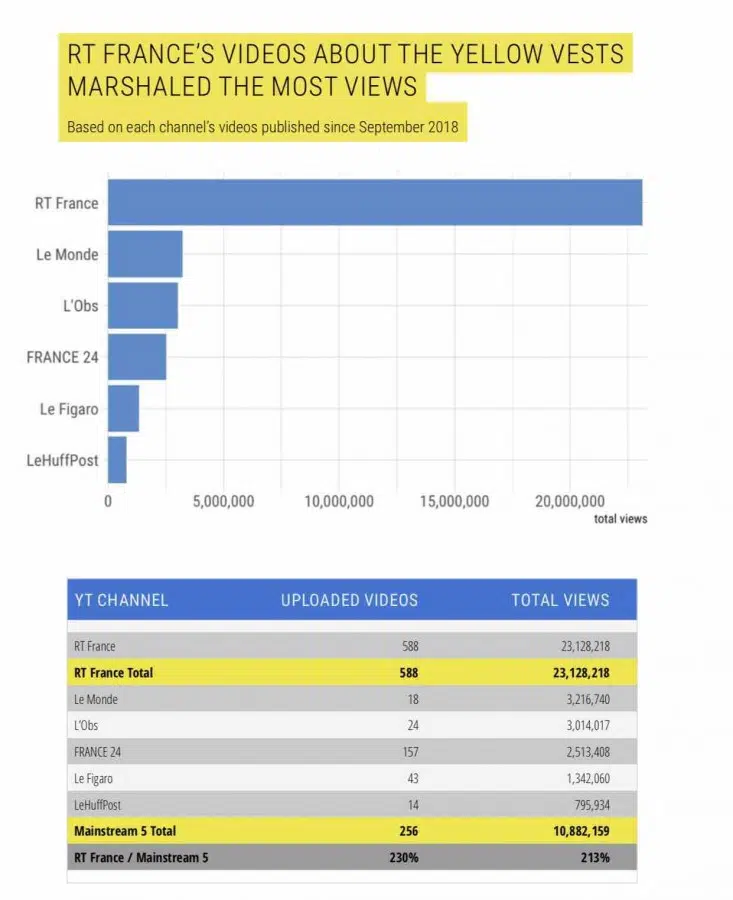 RT FRANCE’S VIDEOS ABOUT THE YELLOW VESTS
MARSHALED THE MOST VIEWS
Based on each channel’s videos published since September 2018
RT France
Le Monde
L’Obs
FRANCE 24
Le Figaro
LeHuffPost
0 5,000,000 10,000,000 15,000,000 20,000,000
total views
YT CHANNEL UPLOADED VIDEOS TOTAL VIEWS
RT France 588 23,128,218
RT France Total 588 23,128,218
Le Monde 18 3,216,740
L’Obs 24 3,014,017
FRANCE 24 157 2,513,408
Le Figaro 43 1,342,060
LeHuffPost 14 795,934
Mainstream 5 Total 256 10,882,159
RT France / Mainstream 5 230% 213%